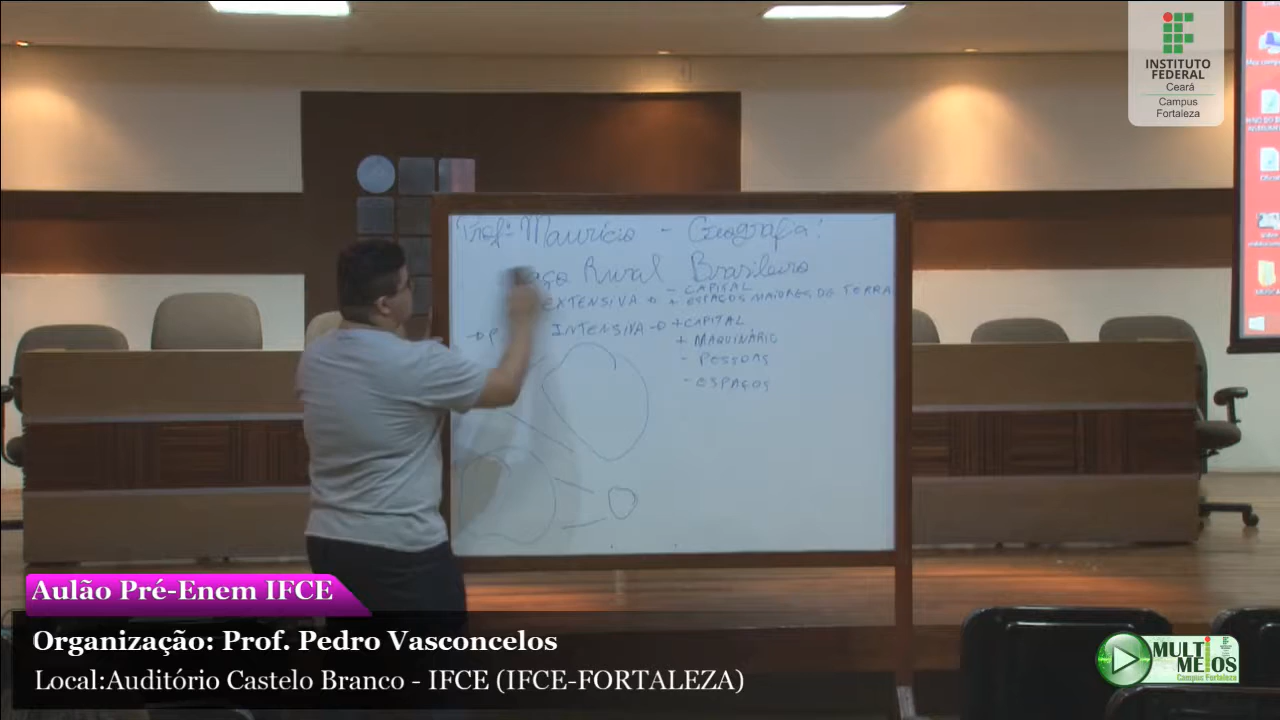 INSTITUTO
FEDERAL
Ceará
Campus
Fortaleza
Profº Maurício - Geografia!
Rural Brasileiro
EXTENSIVA → - CAPITAL
+ ESPAÇOS MAIORES DE TERRA
INTENSIVA → + CAPITAL
+ MAQUINÁRIO
- PESSOAS
- ESPAÇOS
Aulão Pré-Enem IFCE
Organização: Prof. Pedro Vasconcelos
Local:Auditório Castelo Branco - IFCE (IFCE-FORTALEZA)
MULTIMEIOS
Campus Fortaleza